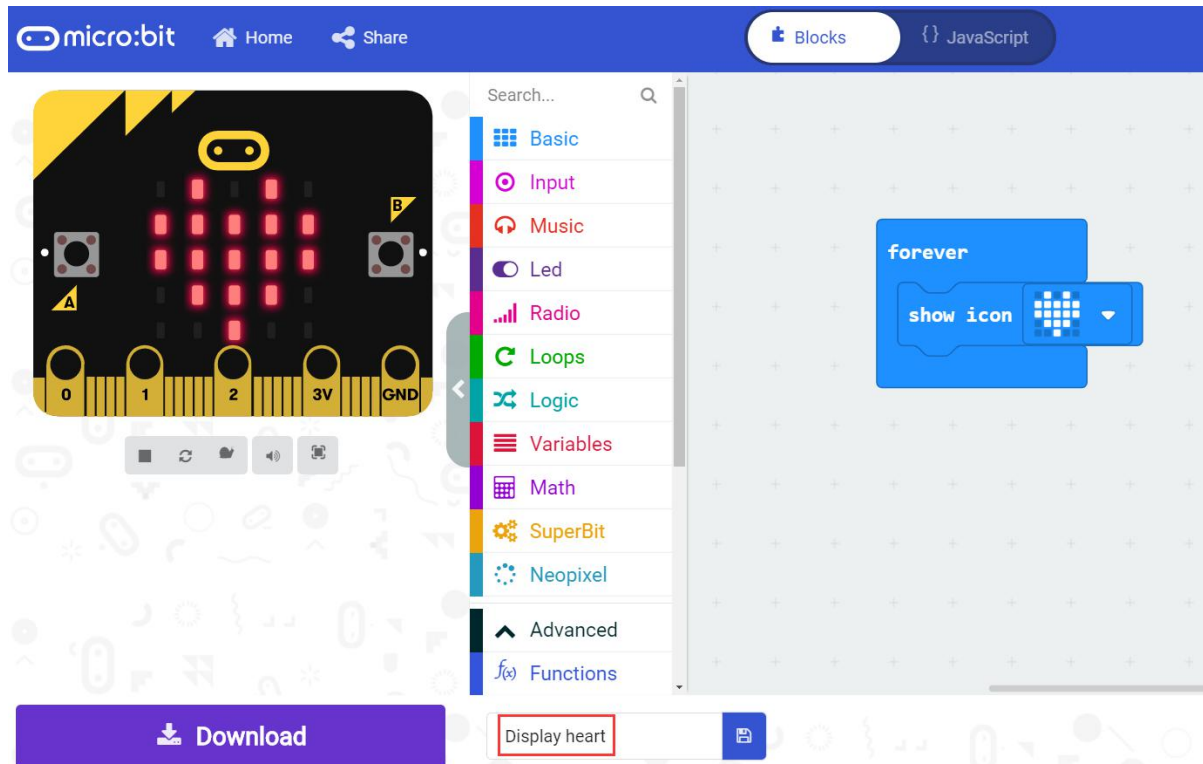 micro:bit Home Share Blocks {} JavaScript
Search...
Basic
Input
Music
Led
Radio
Loops
Logic
Variables
Math
SuperBit
Neopixel
Advanced
f(x) Functions
B
A
0 1 2 3V GND
forever
show icon
Download
Display heart